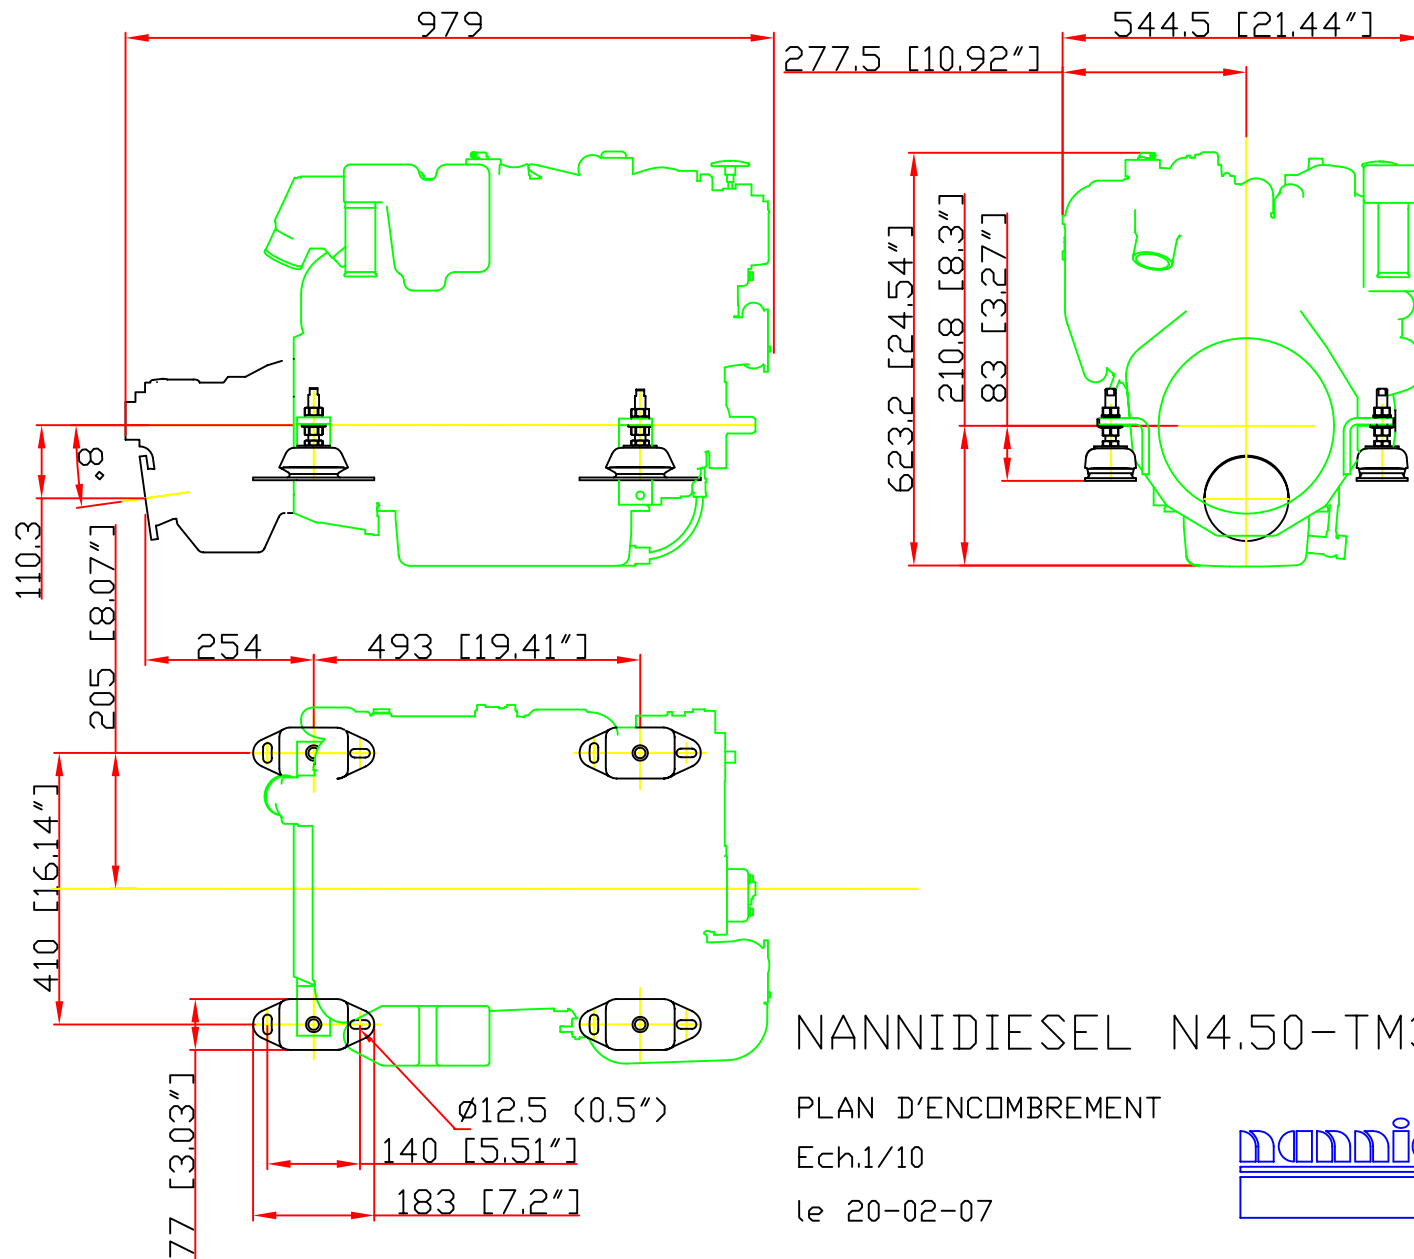 979
544.5 [21.44"]
277.5 [10.92"]
623.2 [24.54"]
210.8 [8.3"]
83 [3.27"]
8°
110.3
205 [8.07"]
254
493 [19.41"]
410 [16.14"]
77 [3.03"]
ø12.5 (0.5")
140 [5.51"]
183 [7.2"]
NANNIDIESEL N4.50-TM
PLAN D'ENCOMBREMENT
Ech.1/10
le 20-02-07
nanni